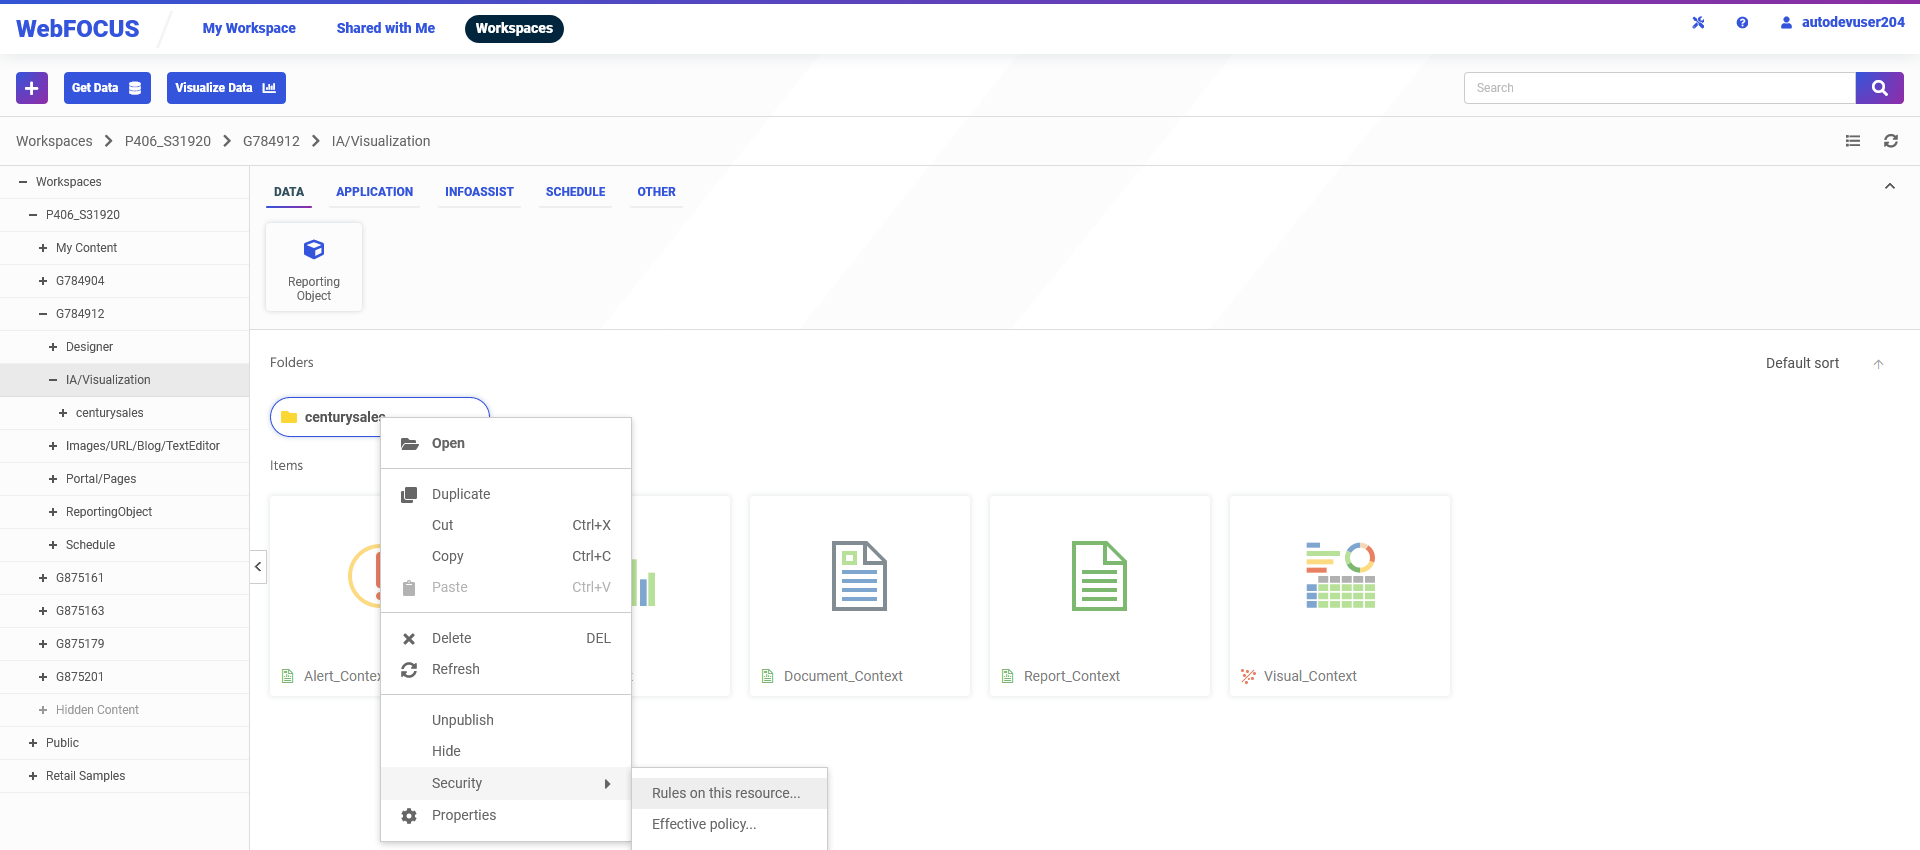 WebFOCUS
My Workspace
Shared with Me
Workspaces
autodevuser204
Get Data
Visualize Data
Search
Workspaces
P406_S31920
G784912
IA/Visualization
Workspaces
P406_S31920
My Content
G784904
G784912
Designer
IA/Visualization
centurysales
Images/URL/Blog/TextEditor
Portal/Pages
ReportingObject
Schedule
G875161
G875163
G875179
G875201
Hidden Content
Public
Retail Samples
DATA
APPLICATION
INFOASSIST
SCHEDULE
OTHER
Reporting
Object
Folders
Default sort
centurysales
Items
Document_Context
Report_Context
Visual_Context
Open
Duplicate
Cut Ctrl+X
Copy Ctrl+C
Paste Ctrl+V
Delete DEL
Refresh
Unpublish
Hide
Security
Properties
Rules on this resource...
Effective policy...